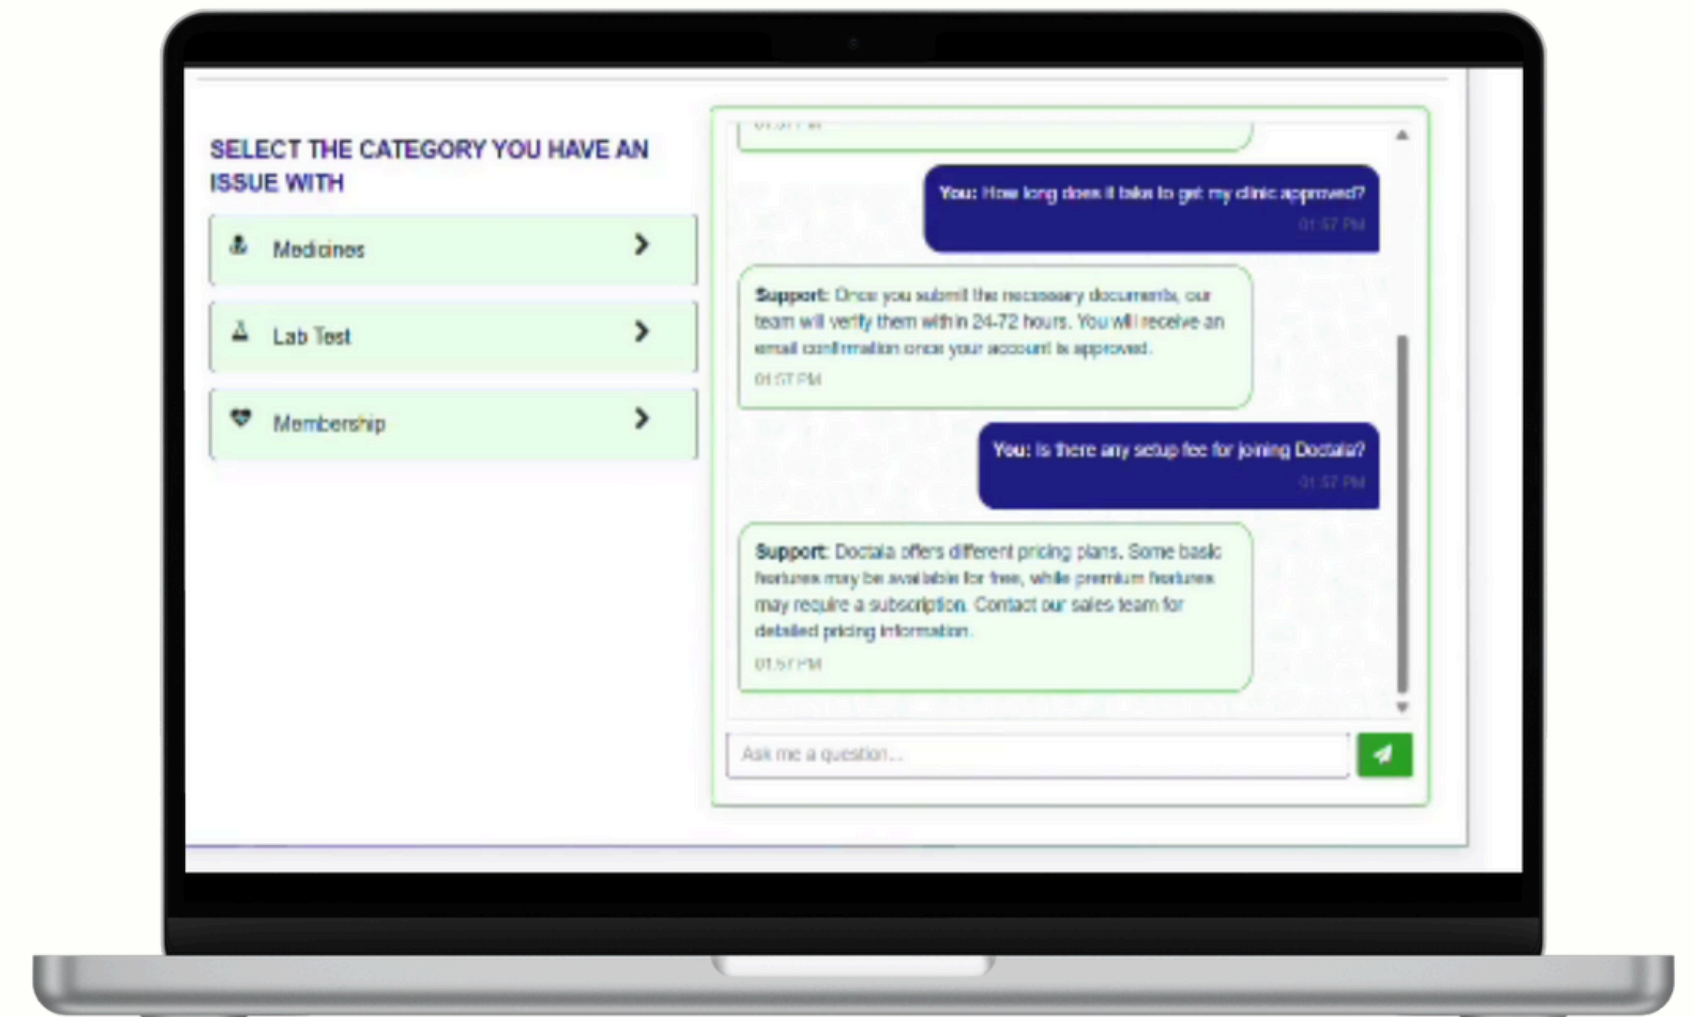 SELECT THE CATEGORY YOU HAVE AN
ISSUE WITH
Medicines
Lab Test
Membership
You: How long does it take to get my clinic approved?
01:57 PM
Support: Once you submit the necessary documents, our
team will verify them within 24-72 hours. You will receive an
email confirmation once your account is approved.
01:57 PM
You: Is there any setup fee for joining Doctala?
01:57 PM
Support: Doctala offers different pricing plans. Some basic
features may be available for free, while premium features
may require a subscription. Contact our sales team for
detailed pricing information.
01:57 PM
Ask me a question...